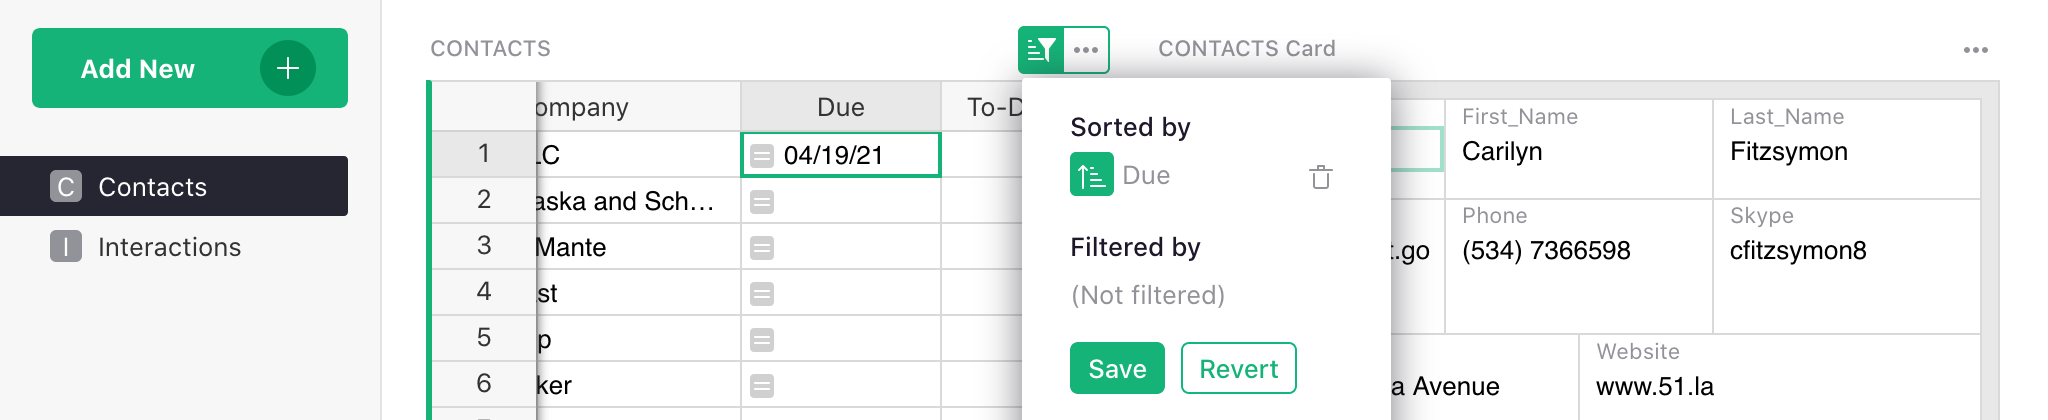 Add New
Contacts
C
Interactions
I
CONTACTS
CONTACTS Card
ompany
Due
To-D
1
LC
04/19/21
2
aska and Sch…
3
Mante
4
st
5
p
6
ker
Sorted by
Due
Filtered by
(Not filtered)
Save
Revert
First_Name
Carilyn
Last_Name
Fitzsymon
t.go
Phone
(534) 7366598
Skype
cfitzsymon8
a Avenue
Website
www.51.la